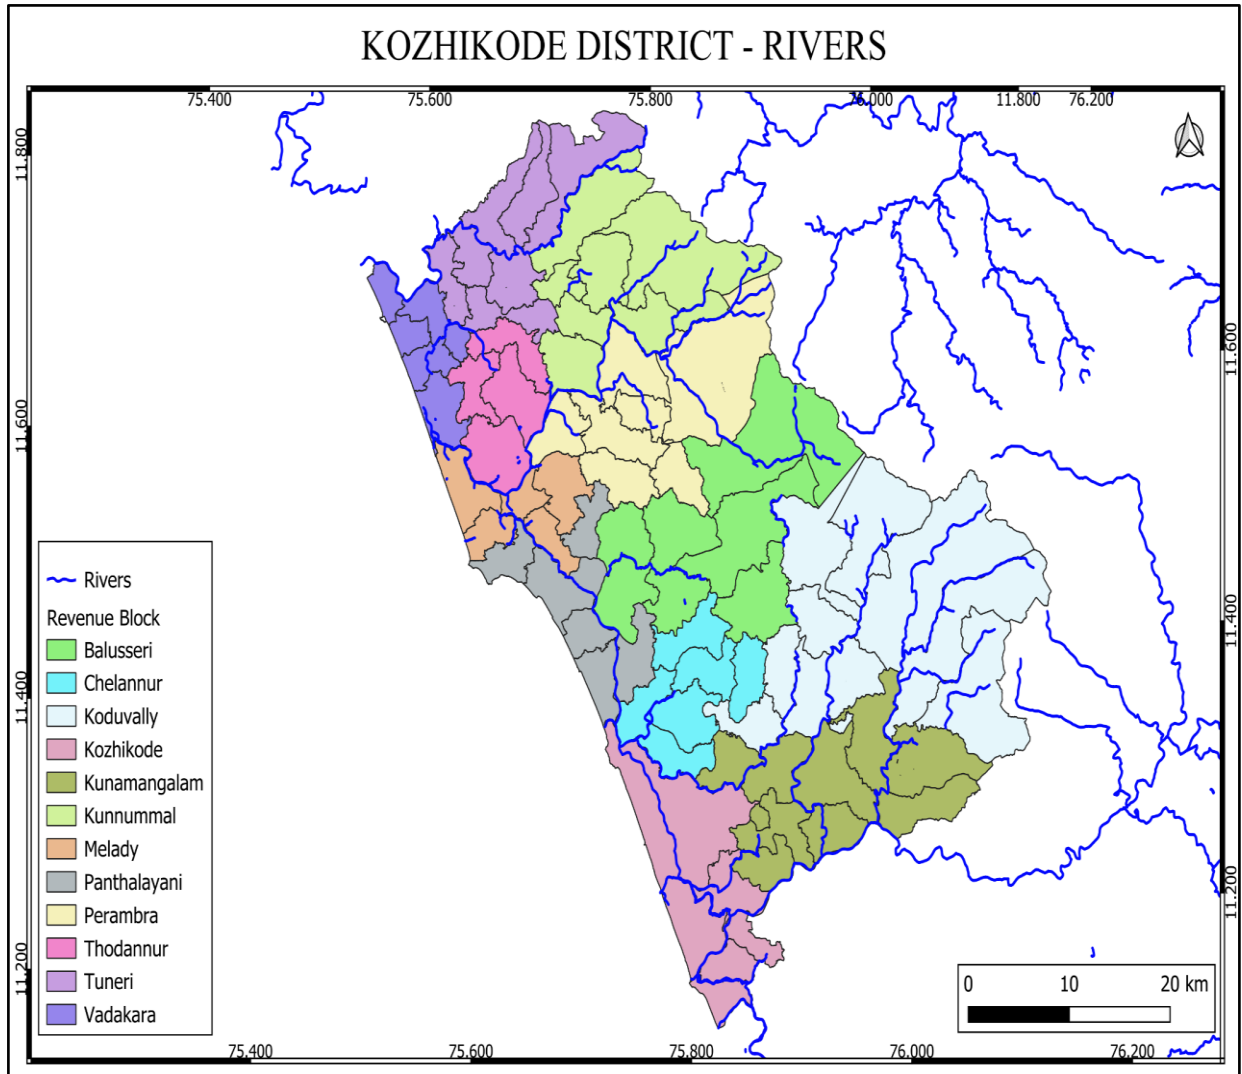 KOZHIKODE DISTRICT - RIVERS
75.400 75.600 75.800 76.000 11.800 76.200
11.800
11.600
11.600
11.400
11.400
11.200
11.200
Rivers
Revenue Block
Balusseri
Chelannur
Koduvally
Kozhikode
Kunamangalam
Kunnummal
Melady
Panthalayani
Perambra
Thodannur
Tuneri
Vadakara
0 10 20 km
75.400 75.600 75.800 76.000 76.200